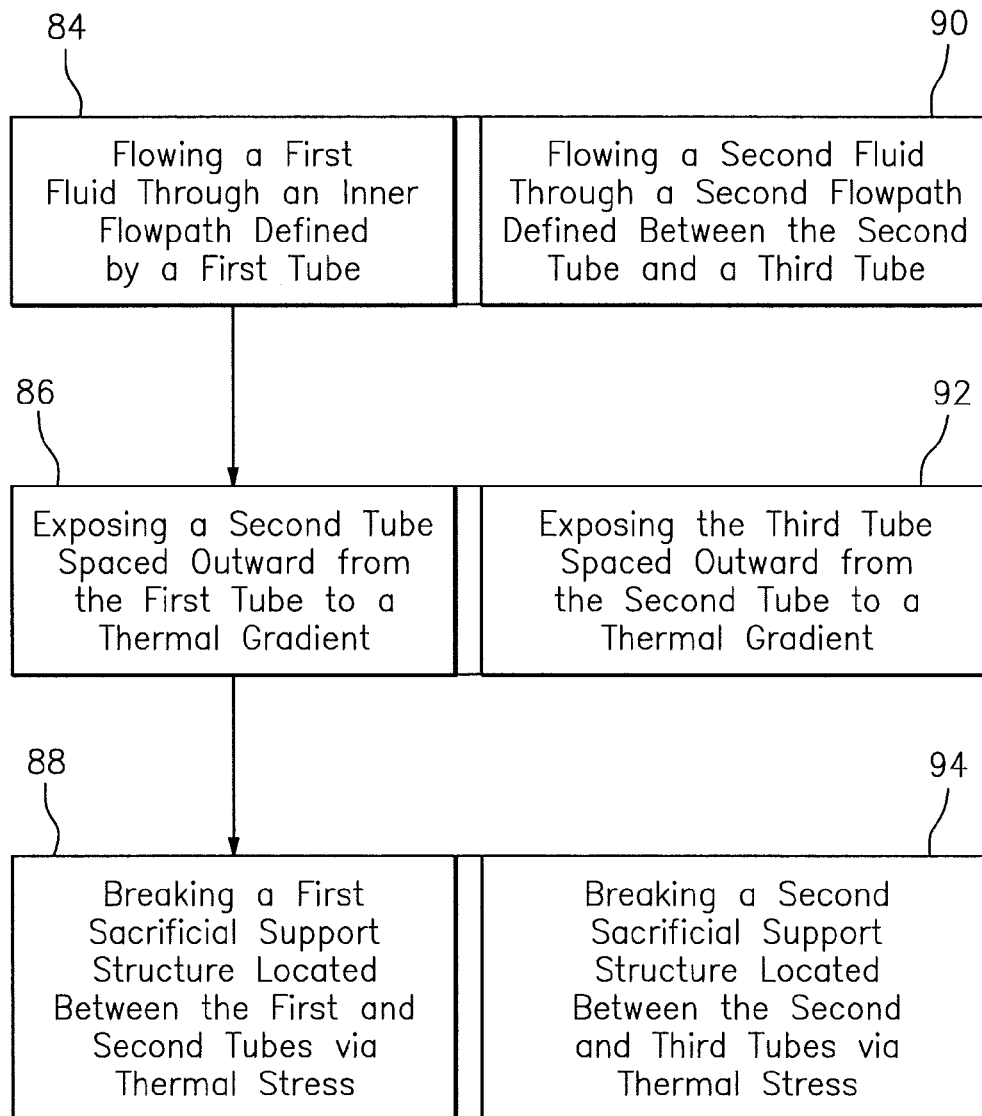 84
90
Flowing a First
Fluid Through an Inner
Flowpath Defined
by a First Tube
Flowing a Second Fluid
Through a Second Flowpath
Defined Between the Second
Tube and a Third Tube
86
92
Exposing a Second Tube
Spaced Outward from
the First Tube to a
Thermal Gradient
Exposing the Third Tube
Spaced Outward from
the Second Tube to a
Thermal Gradient
88
94
Breaking a First
Sacrificial Support
Structure Located
Between the First and
Second Tubes via
Thermal Stress
Breaking a Second
Sacrificial Support
Structure Located
Between the Second
and Third Tubes via
Thermal Stress